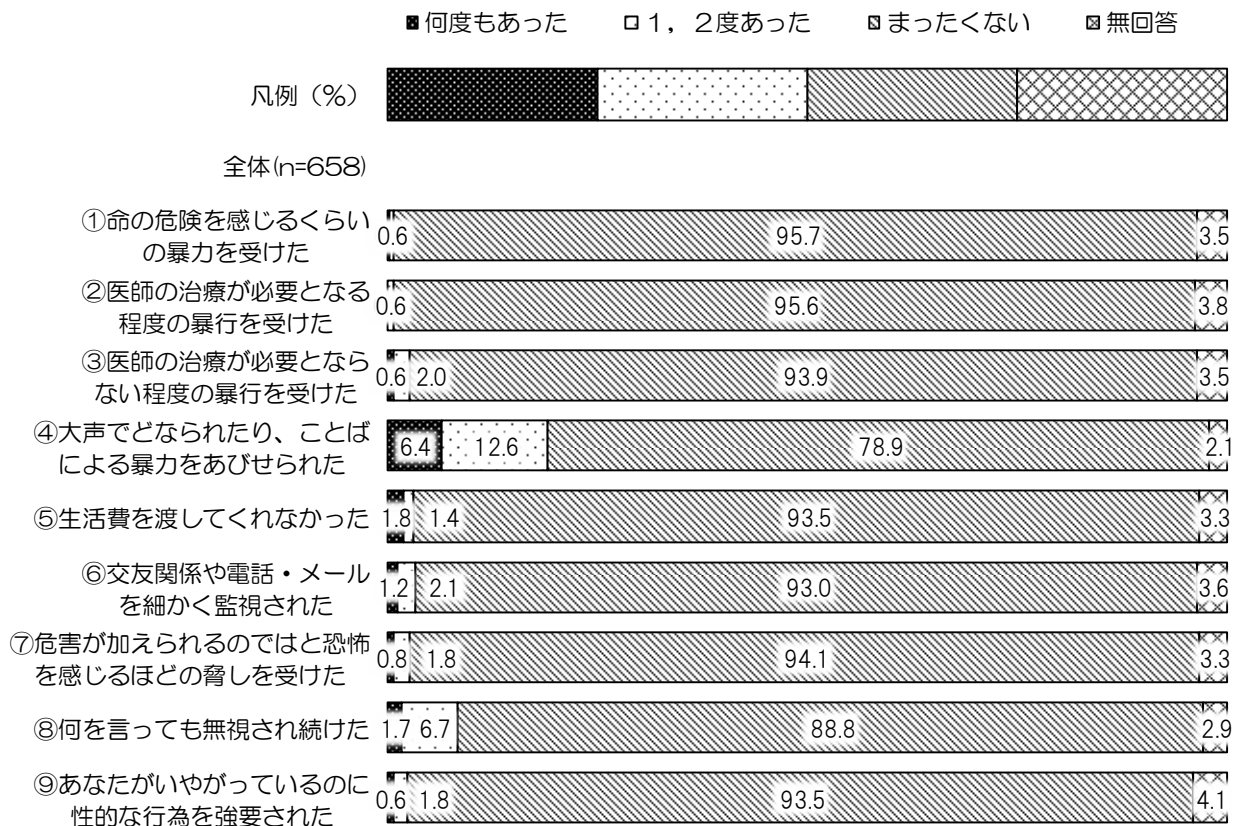 何度もあった １，２度あった まったくない 無回答
凡例（％）
全体(n=658)
①命の危険を感じるくらい
の暴力を受けた
0.6 95.7 3.5
②医師の治療が必要となる
程度の暴行を受けた
0.6 95.6 3.8
③医師の治療が必要となら
ない程度の暴行を受けた
0.6 2.0 93.9 3.5
④大声でどなられたり、ことば
による暴力をあびせられた
6.4 12.6 78.9 2.1
⑤生活費を渡してくれなかった
1.8 1.4 93.5 3.3
⑥交友関係や電話・メール
を細かく監視された
1.2 2.1 93.0 3.6
⑦危害が加えられるのではと恐怖
を感じるほどの脅しを受けた
0.8 1.8 94.1 3.3
⑧何を言っても無視され続けた
1.7 6.7 88.8 2.9
⑨あなたがいやがっているのに
性的な行為を強要された
0.6 1.8 93.5 4.1